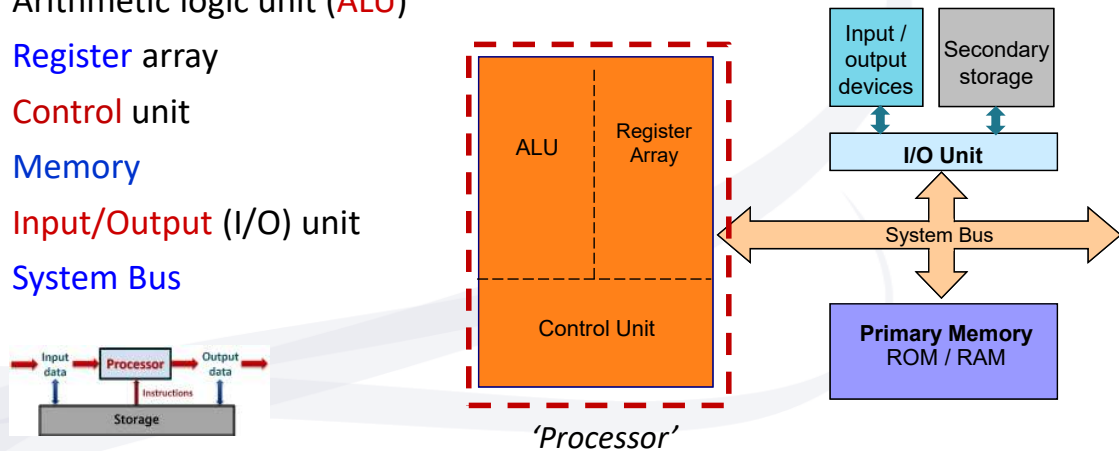 Arithmetic logic unit (ALU)
Register array
Control unit
Memory
Input/Output (I/O) unit
System Bus
Input
data
Processor
Output
data
Instructions
Storage
ALU
Register
Array
Control Unit
'Processor'
Input /
output
devices
Secondary
storage
I/O Unit
System Bus
Primary Memory
ROM / RAM